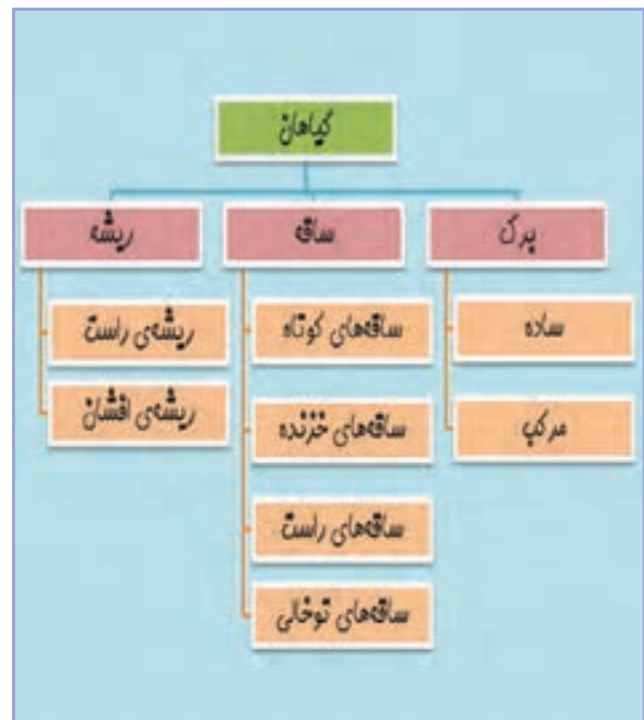 گیاهان
برگ
ساده
مرکب
ساقه
ساقه‌های کوتاه
ساقه‌های خزنده
ساقه‌های راست
ساقه‌های توخالی
ریشه
ریشه‌ی راست
ریشه‌ی افشان